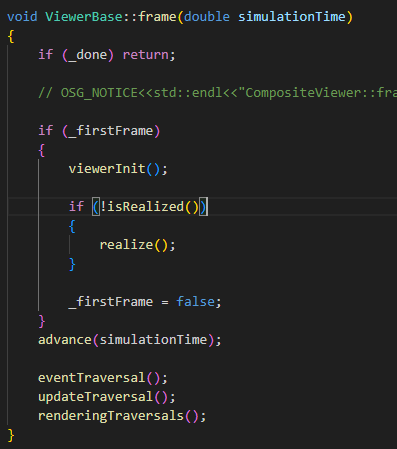 void ViewerBase::frame(double simulationTime)
{
if (_done) return;
// OSG_NOTICE<<std::endl<<"CompositeViewer::fra
if (_firstFrame)
{
viewerInit();
if (!isRealized())
{
realize();
}
_firstFrame = false;
}
advance(simulationTime);
eventTraversal();
updateTraversal();
renderingTraversals();
}